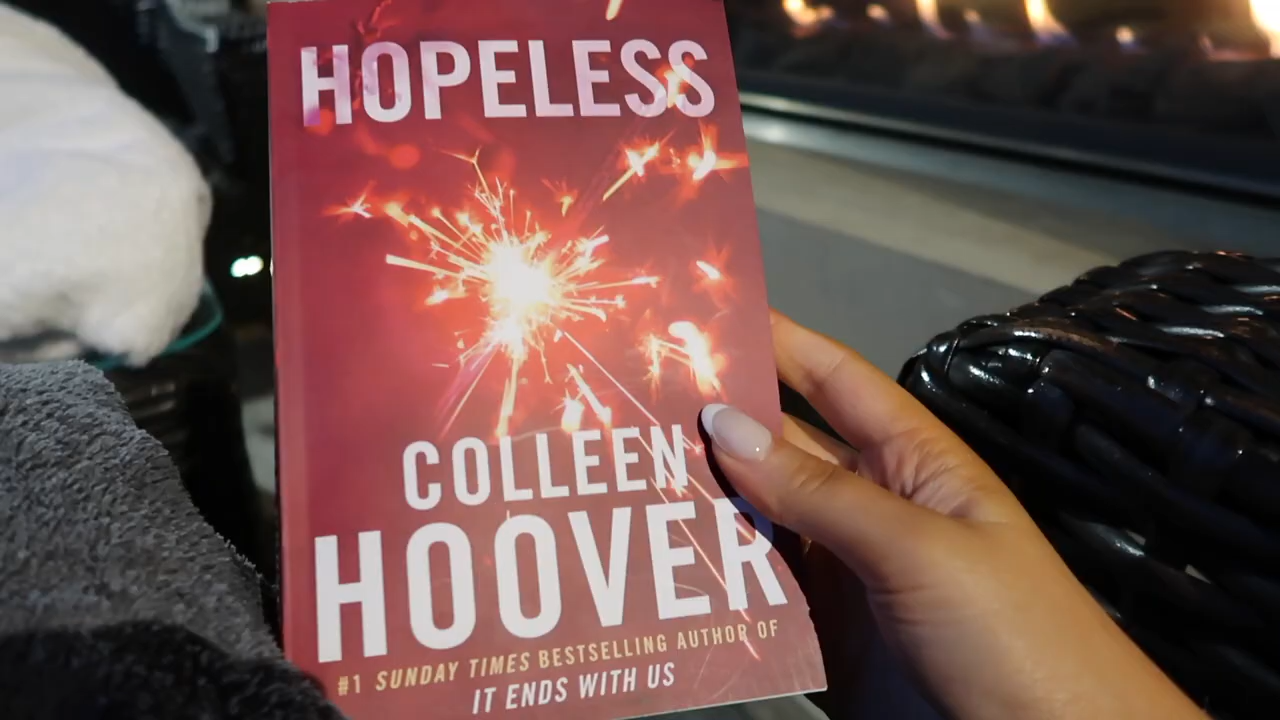 HOPELESS
COLLEEN
HOOVER
#1 SUNDAY TIMES BESTSELLING AUTHOR OF
IT ENDS WITH US